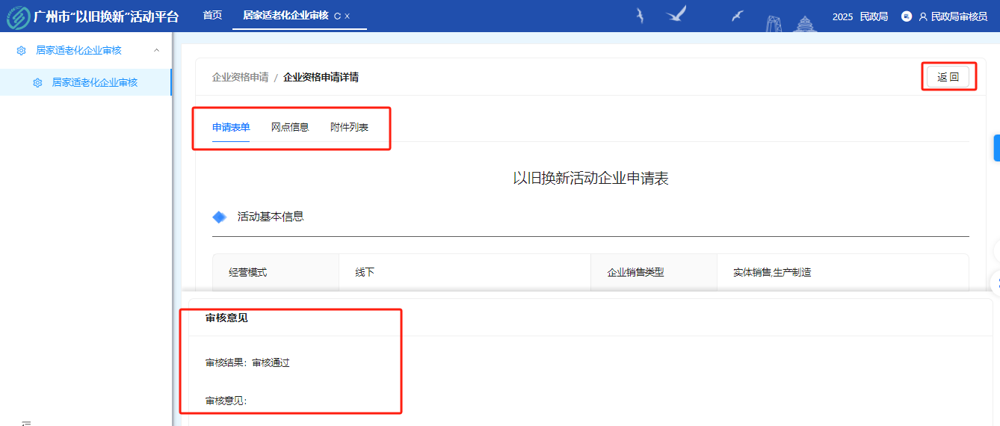 广州市“以旧换新”活动平台 首页 居家适老化企业审核 2025 民政局 民政局审核员
居家适老化企业审核
居家适老化企业审核
企业资格申请 / 企业资格申请详情 返回
申请表单 网点信息 附件列表
以旧换新活动企业申请表
活动基本信息
经营模式 线下 企业销售类型 实体销售,生产制造
审核意见
审核结果: 审核通过
审核意见: